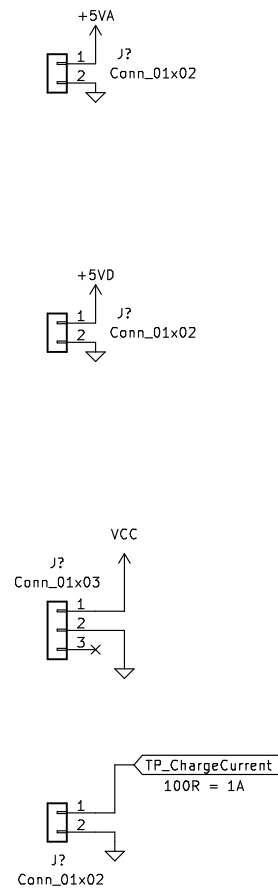 +5VA
J?
Conn_01x02
1
2
+5VD
J?
Conn_01x02
1
2
VCC
J?
Conn_01x03
1
2
3
TP_ChargeCurrent
100R = 1A
1
2
J?
Conn_01x02